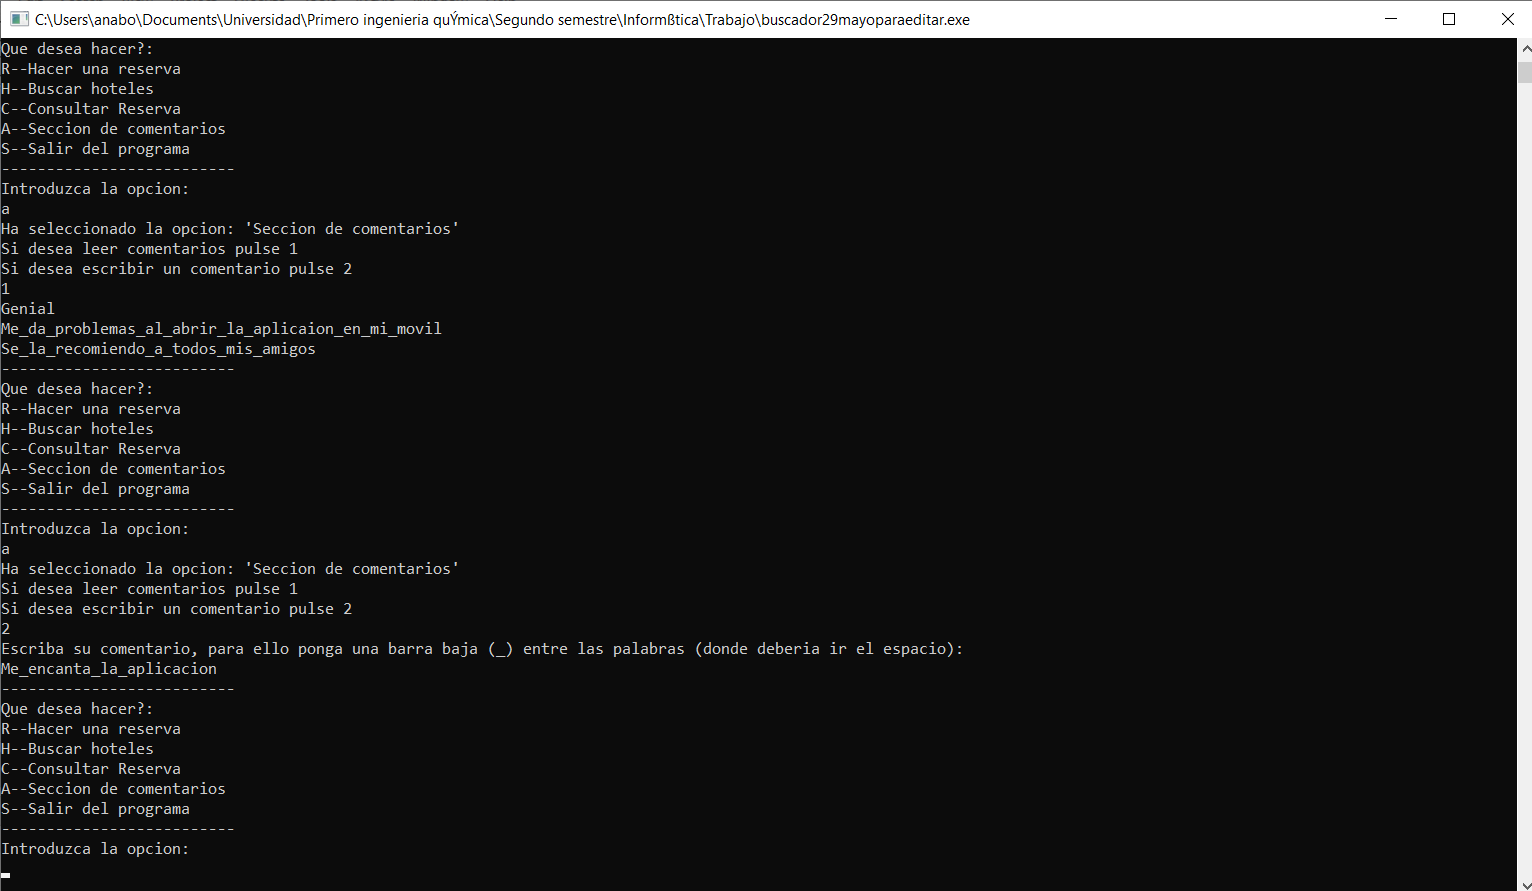 C:\Users\anabo\Documents\Universidad\Primero ingenieria quÝmica\Segundo semestre\Informßtica\Trabajo\buscador29mayoparaeditar.exe
Que desea hacer?:
R--Hacer una reserva
H--Buscar hoteles
C--Consultar Reserva
A--Seccion de comentarios
S--Salir del programa
--------------------------
Introduzca la opcion:
a
Ha seleccionado la opcion: 'Seccion de comentarios'
Si desea leer comentarios pulse 1
Si desea escribir un comentario pulse 2
1
Genial
Me_da_problemas_al_abrir_la_aplicaion_en_mi_movil
Se_la_recomiendo_a_todos_mis_amigos
--------------------------
Que desea hacer?:
R--Hacer una reserva
H--Buscar hoteles
C--Consultar Reserva
A--Seccion de comentarios
S--Salir del programa
--------------------------
Introduzca la opcion:
a
Ha seleccionado la opcion: 'Seccion de comentarios'
Si desea leer comentarios pulse 1
Si desea escribir un comentario pulse 2
2
Escriba su comentario, para ello ponga una barra baja (_) entre las palabras (donde deberia ir el espacio):
Me_encanta_la_aplicacion
--------------------------
Que desea hacer?:
R--Hacer una reserva
H--Buscar hoteles
C--Consultar Reserva
A--Seccion de comentarios
S--Salir del programa
--------------------------
Introduzca la opcion: